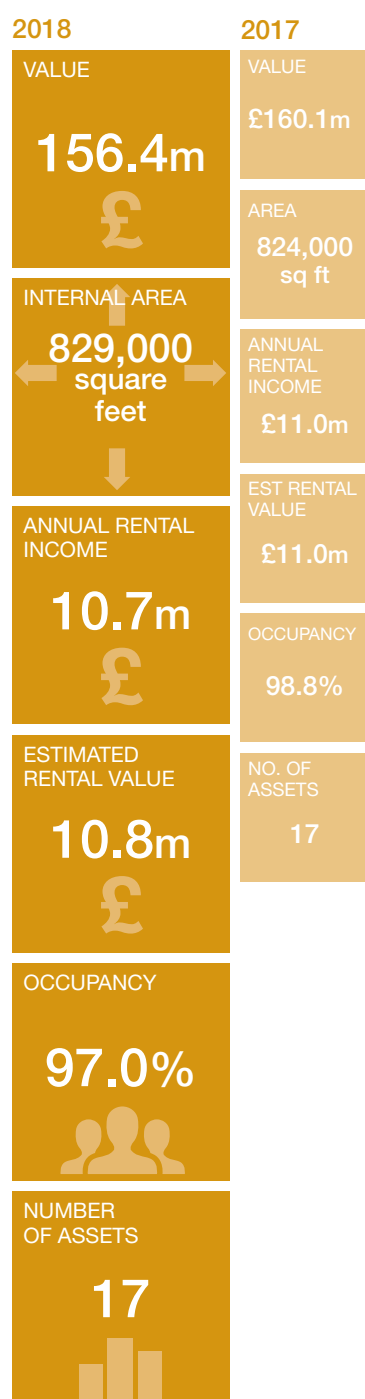 2018
VALUE
156.4m
£
INTERNAL AREA
829,000
square
feet
ANNUAL RENTAL
INCOME
10.7m
£
ESTIMATED
RENTAL VALUE
10.8m
£
OCCUPANCY
97.0%
NUMBER
OF ASSETS
17
2017
VALUE
£160.1m
AREA
824,000
sq ft
ANNUAL
RENTAL
INCOME
£11.0m
EST RENTAL
VALUE
£11.0m
OCCUPANCY
98.8%
NO. OF
ASSETS
17